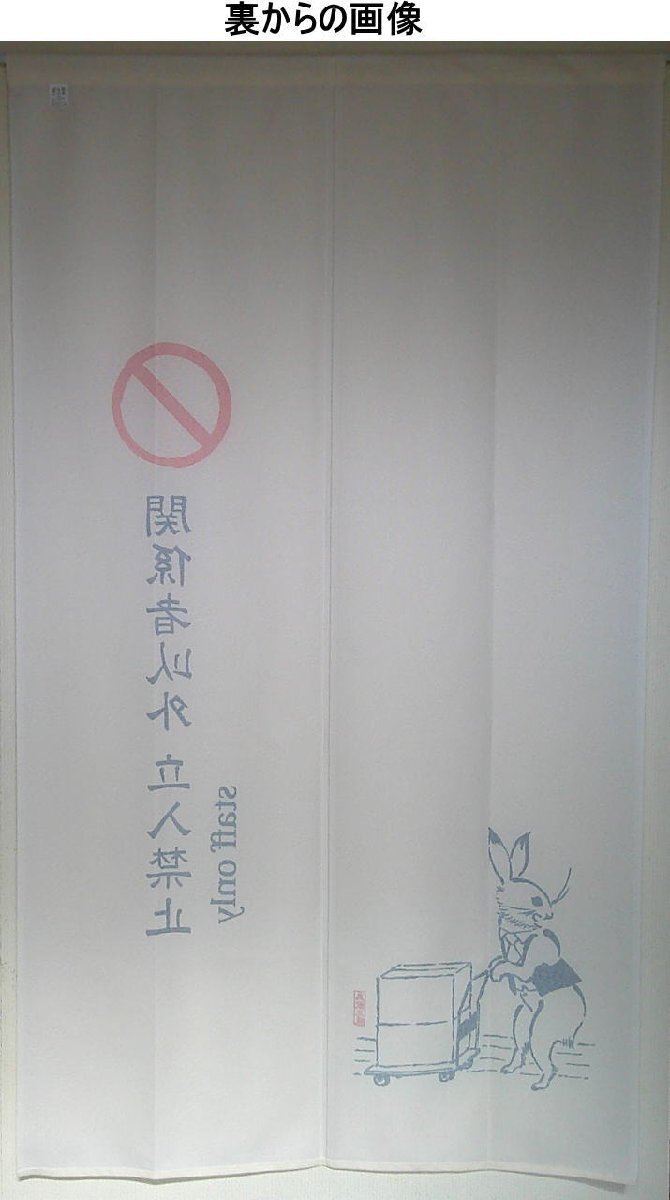 裏からの画像
関係者以外 立入禁止
staff only